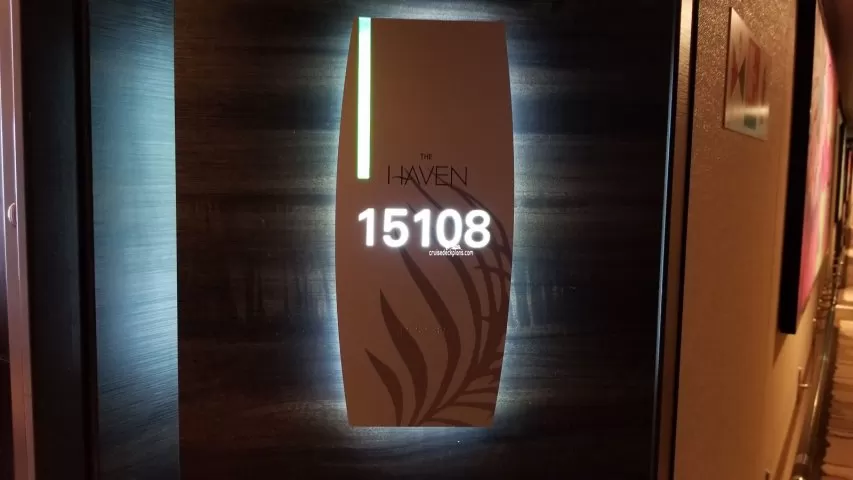 THE
HAVEN
15108
cruisedeckplans.com